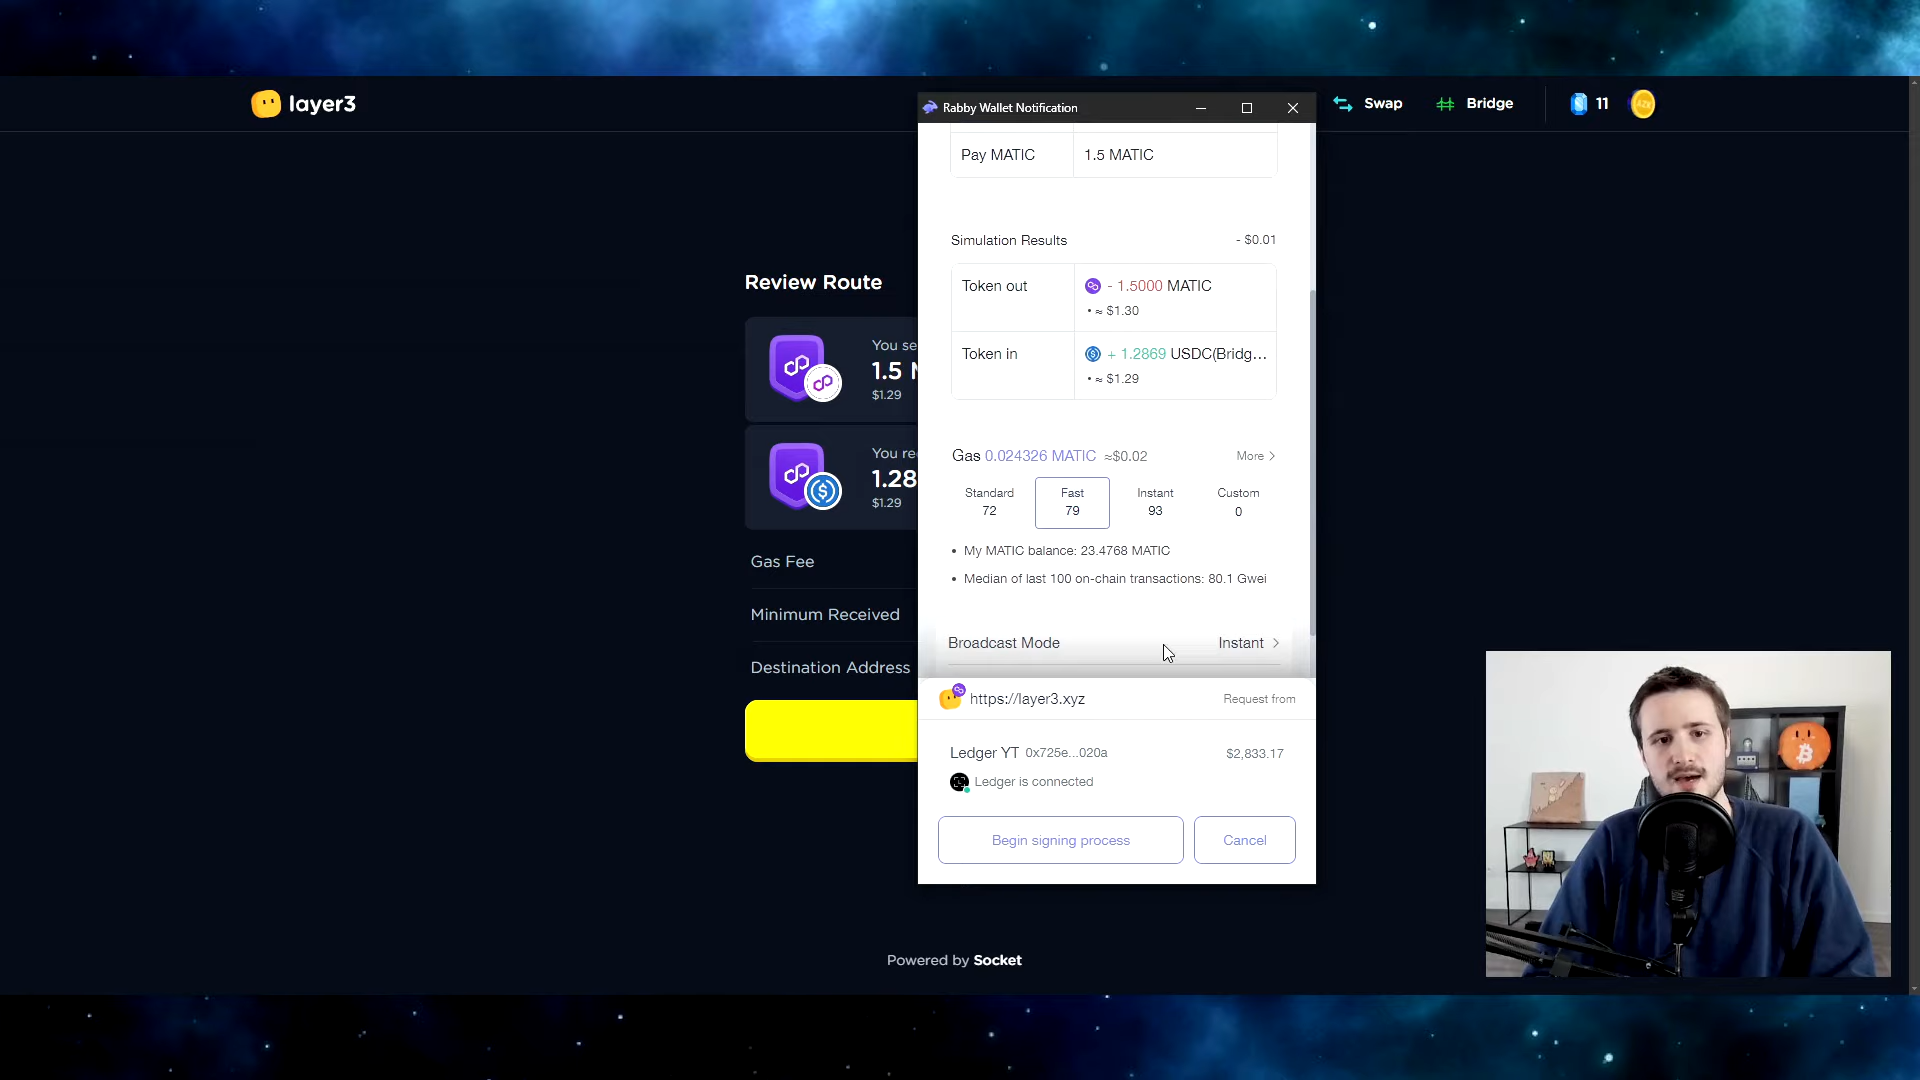 layer3
Swap
Bridge
11
Review Route
You se
1.5
$1.29
You re
1.28
$1.29
Gas Fee
Minimum Received
Destination Address
Powered by Socket
Rabby Wallet Notification
Pay MATIC 1.5 MATIC
Simulation Results - $0.01
Token out - 1.5000 MATIC
• ≈ $1.30
Token in + 1.2869 USDC(Bridg...
• ≈ $1.29
Gas 0.024326 MATIC ≈$0.02 More
Standard Fast Instant Custom
72 79 93 0
• My MATIC balance: 23.4768 MATIC
• Median of last 100 on-chain transactions: 80.1 Gwei
Broadcast Mode Instant
https://layer3.xyz Request from
Ledger YT 0x725e...020a $2,833.17
Ledger is connected
Begin signing process Cancel